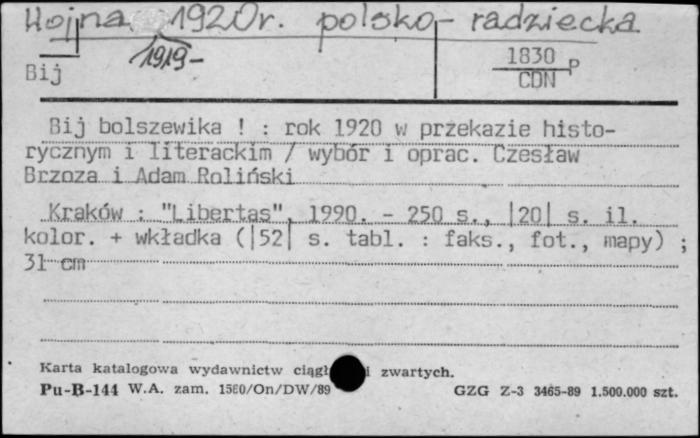 Wojna 1920r. polsko-radziecka
1919-
Bij
1830 p
CDN
Bij bolszewika ! : rok 1920 w przekazie histo-
rycznym i literackim / wybór i oprac. Czesław
Brzoza i Adam Roliński
Kraków : "Libertas", 1990. - 250 s., |20| s. il.
kolor. + wkładka (|52| s. tabl. : faks., fot., mapy) ;
31 cm
Karta katalogowa wydawnictw ciągł i zwartych.
Pu-B-144 W.A. zam. 1580/On/DW/89 GZG Z-3 3465-89 1.500.000 szt.